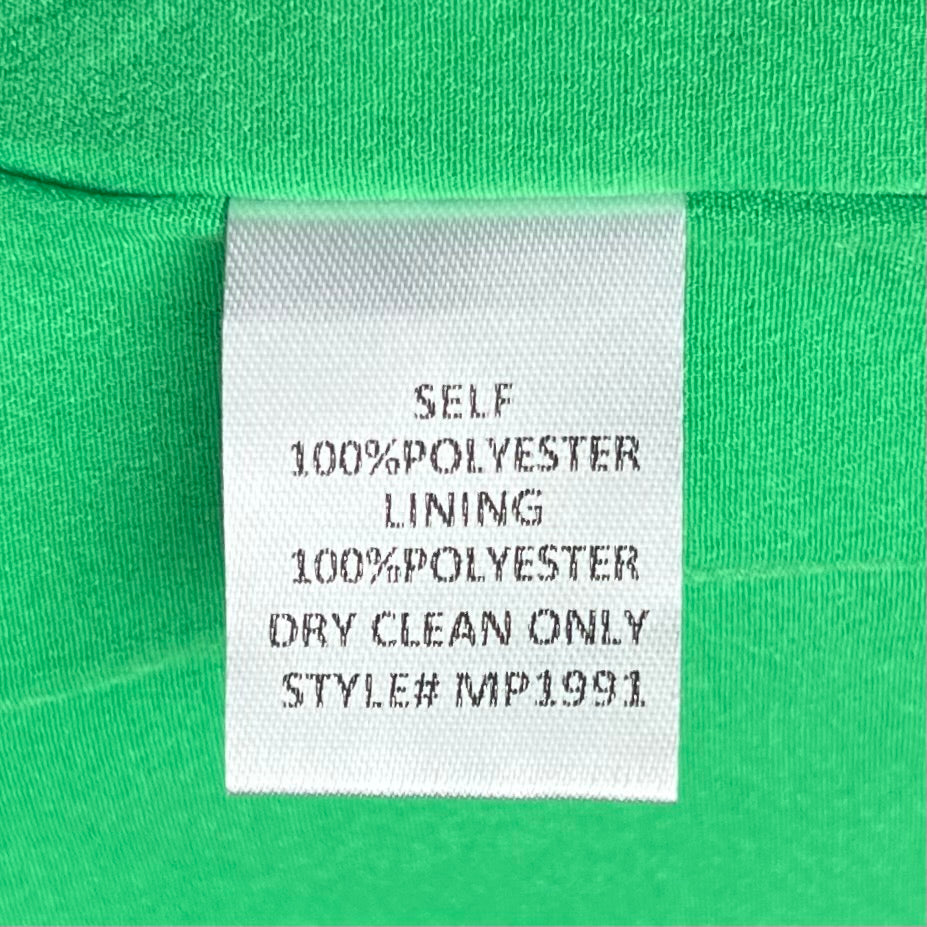 SELF
100%POLYESTER
LINING
100%POLYESTER
DRY CLEAN ONLY
STYLE# MP1991